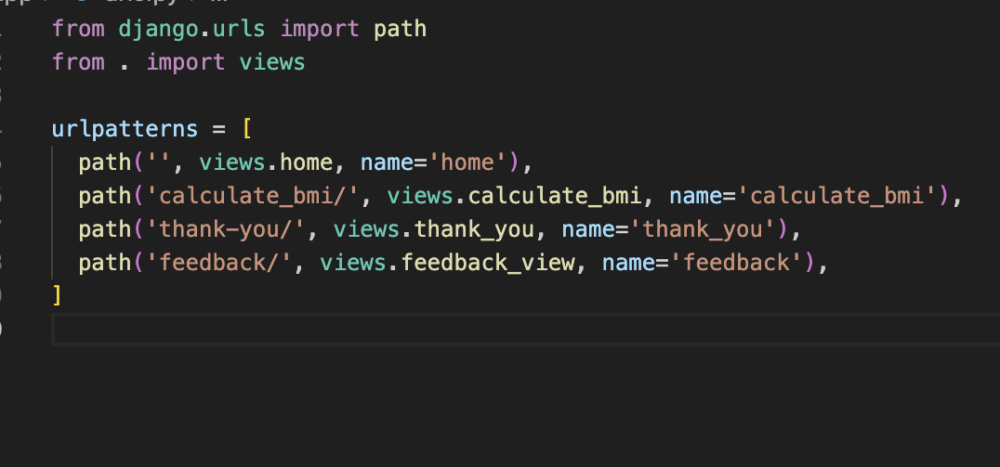 from django.urls import path
from . import views
urlpatterns = [
path('', views.home, name='home'),
path('calculate_bmi/', views.calculate_bmi, name='calculate_bmi'),
path('thank-you/', views.thank_you, name='thank_you'),
path('feedback/', views.feedback_view, name='feedback'),
]